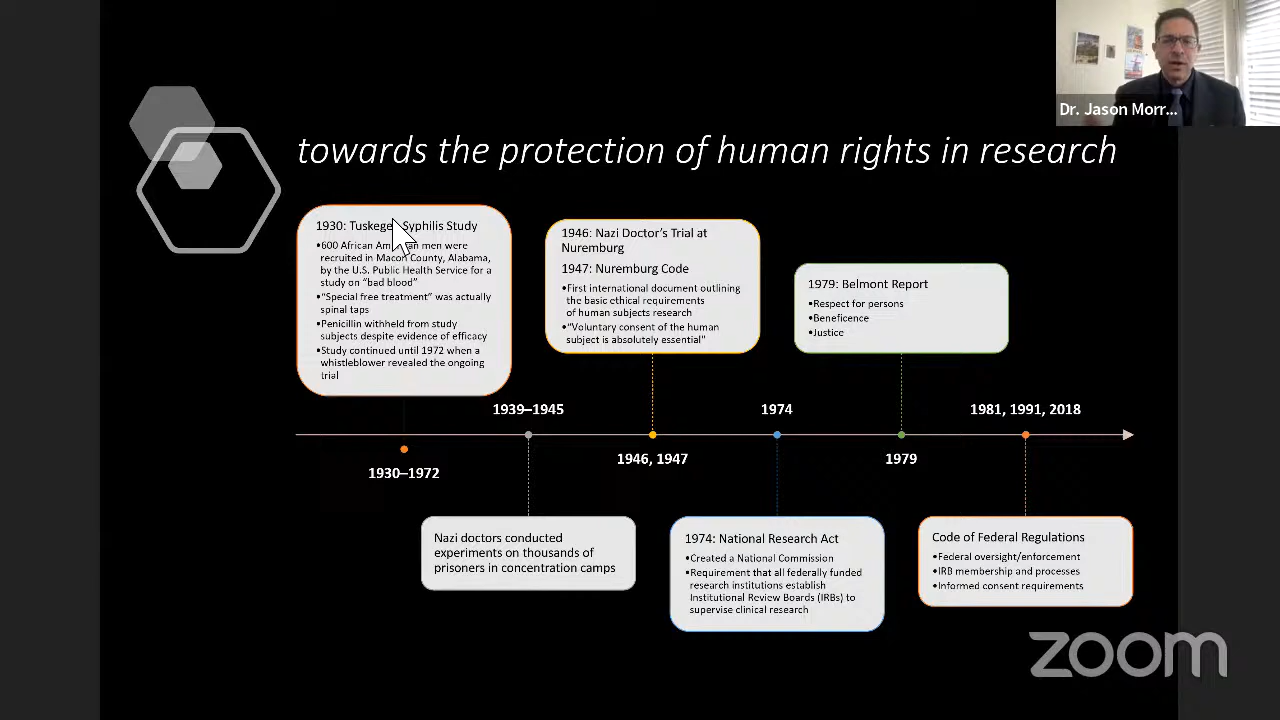 Dr. Jason Morr...
towards the protection of human rights in research
1930: Tuskegee Syphilis Study
•600 African American men were
recruited in Macon County, Alabama,
by the U.S. Public Health Service for a
study on “bad blood”
•“Special free treatment” was actually
spinal taps
•Penicillin withheld from study
subjects despite evidence of efficacy
•Study continued until 1972 when a
whistleblower revealed the ongoing
trial
1946: Nazi Doctor’s Trial at
Nuremburg
1947: Nuremburg Code
•First international document outlining
the basic ethical requirements
of human subjects research
•“Voluntary consent of the human
subject is absolutely essential”
1979: Belmont Report
•Respect for persons
•Beneficence
•Justice
1939–1945
1974
1981, 1991, 2018
1930–1972
1946, 1947
1979
Nazi doctors conducted
experiments on thousands of
prisoners in concentration camps
1974: National Research Act
•Created a National Commission
•Requirement that all federally funded
research institutions establish
Institutional Review Boards (IRBs) to
supervise clinical research
Code of Federal Regulations
•Federal oversight/enforcement
•IRB membership and processes
•Informed consent requirements
zoom